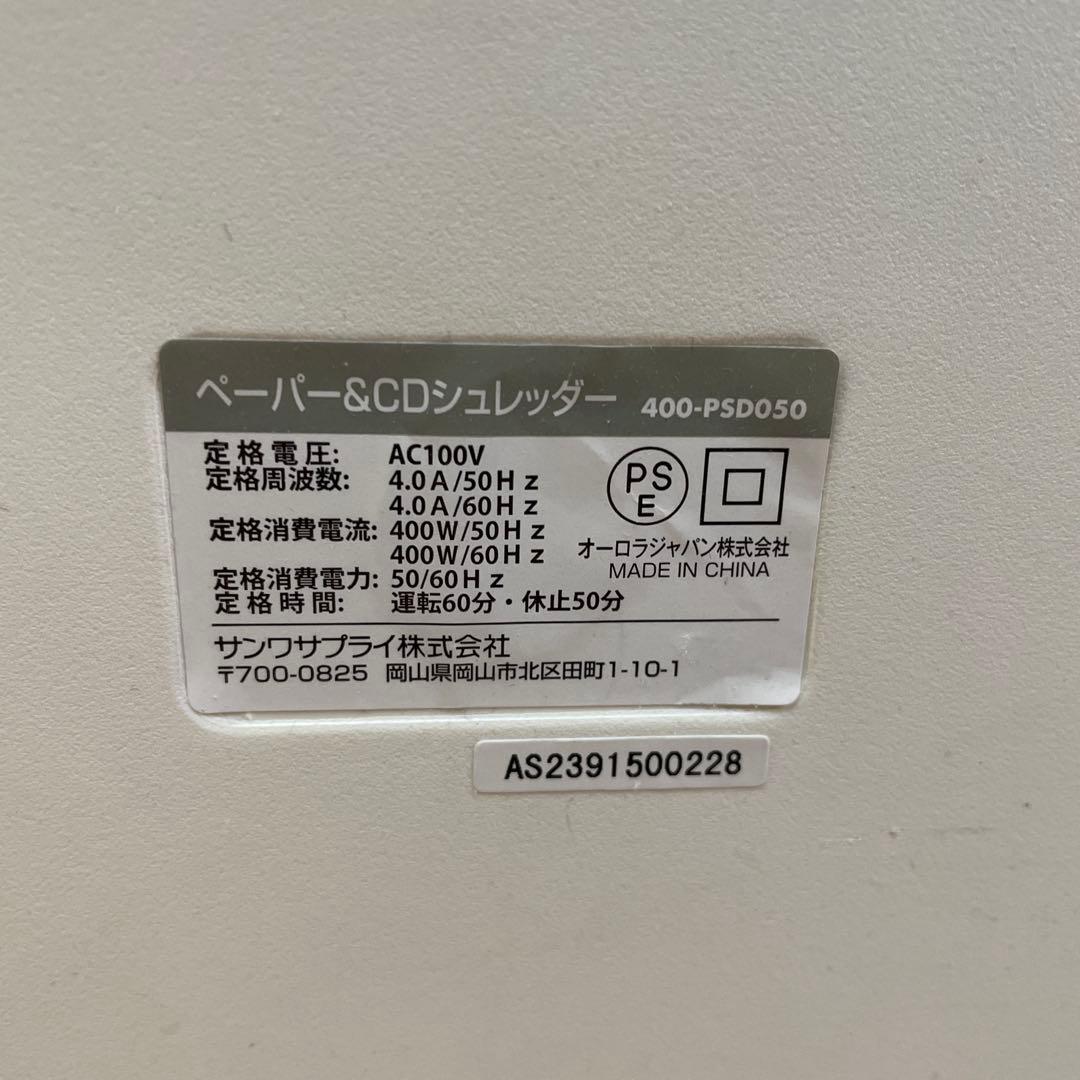 ペーパー&CDシュレッダー 400-PSD050
定格電圧: AC100V
定格周波数: 4.0A/50Hz
4.0A/60Hz
定格消費電流: 400W/50Hz
400W/60Hz
定格消費電力: 50/60Hz
定格時間: 運転60分・休止50分
PSE
オーロラジャパン株式会社
MADE IN CHINA
サンワサプライ株式会社
〒700-0825 岡山県岡山市北区田町1-10-1
AS2391500228